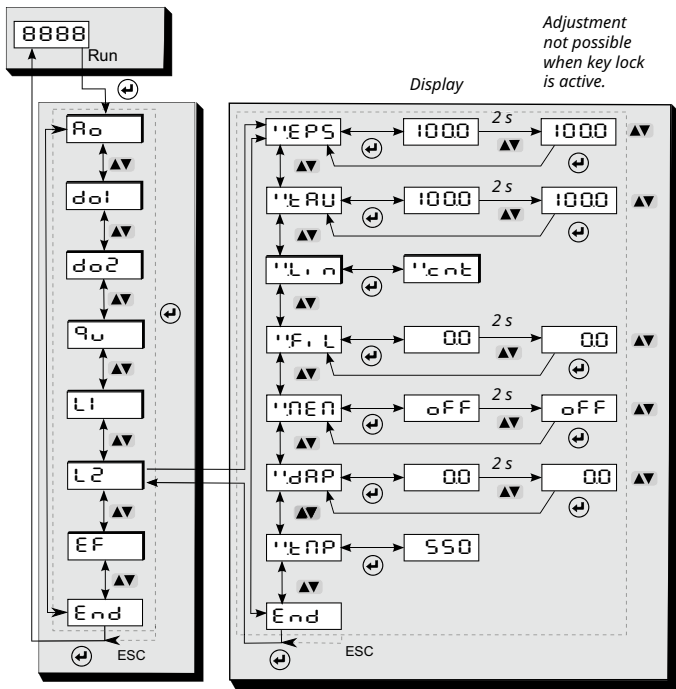 8888
Run
Adjustment
not possible
when key lock
is active.
Display
Ao
do1
do2
qu
L1
L2
EF
End
ESC
''.EPS
100.0
2 s
100.0
''.tAU
100.0
2 s
100.0
''.Lin
''.cnt
''.FiL
0.0
2 s
0.0
''.MEM
oFF
2 s
oFF
''.dAP
0.0
2 s
0.0
''.tMP
550
End
ESC